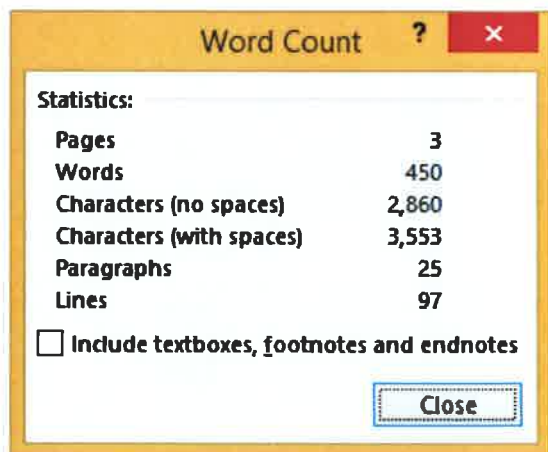 Word Count ? ×
Statistics:
Pages 3
Words 450
Characters (no spaces) 2,860
Characters (with spaces) 3,553
Paragraphs 25
Lines 97
Include textboxes, footnotes and endnotes
Close